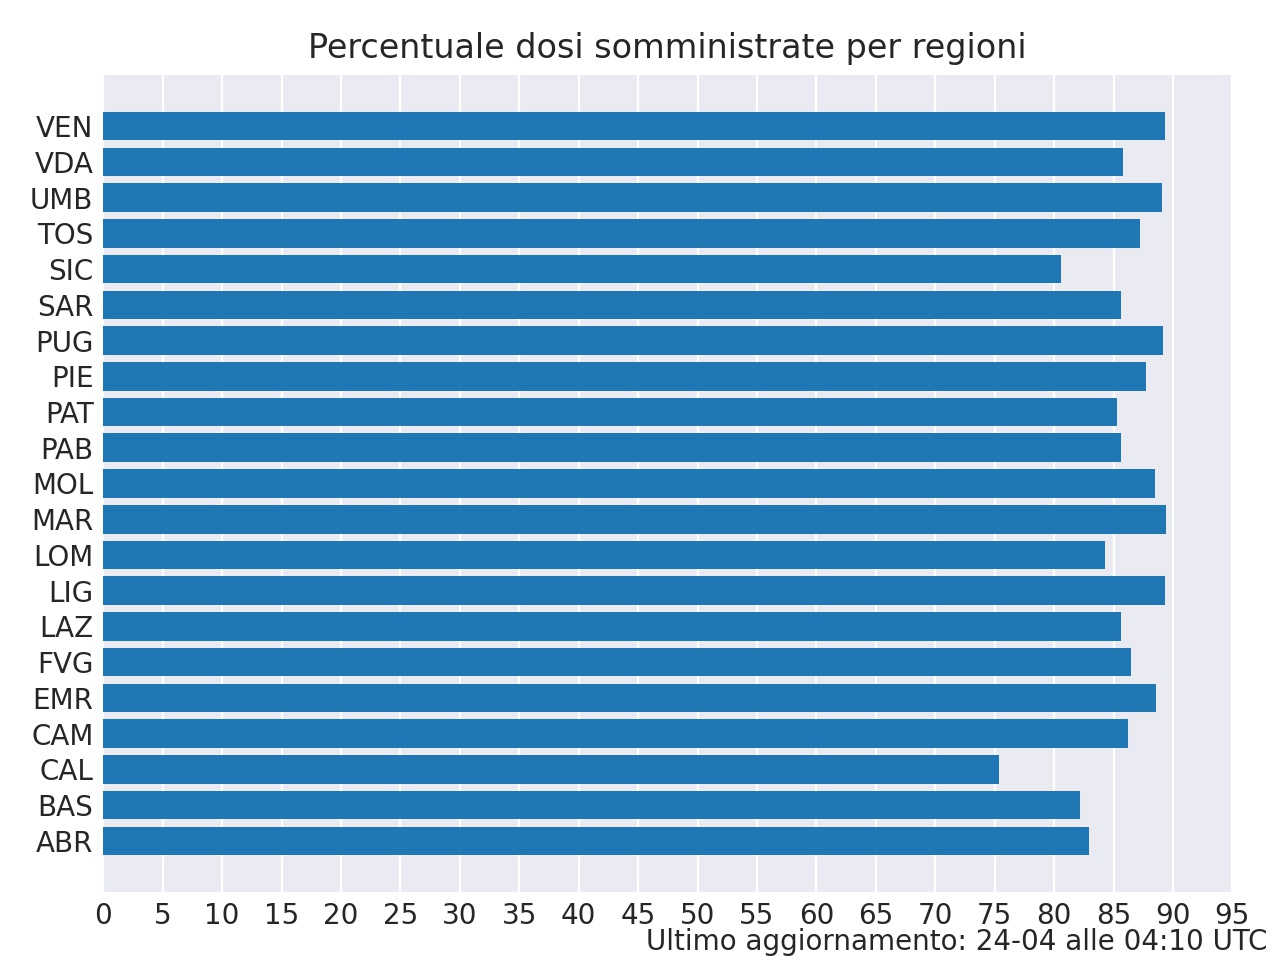 Percentuale dosi somministrate per regioni
VEN
VDA
UMB
TOS
SIC
SAR
PUG
PIE
PAT
PAB
MOL
MAR
LOM
LIG
LAZ
FVG
EMR
CAM
CAL
BAS
ABR
0 5 10 15 20 25 30 35 40 45 50 55 60 65 70 75 80 85 90 95
Ultimo aggiornamento: 24-04 alle 04:10 UTC